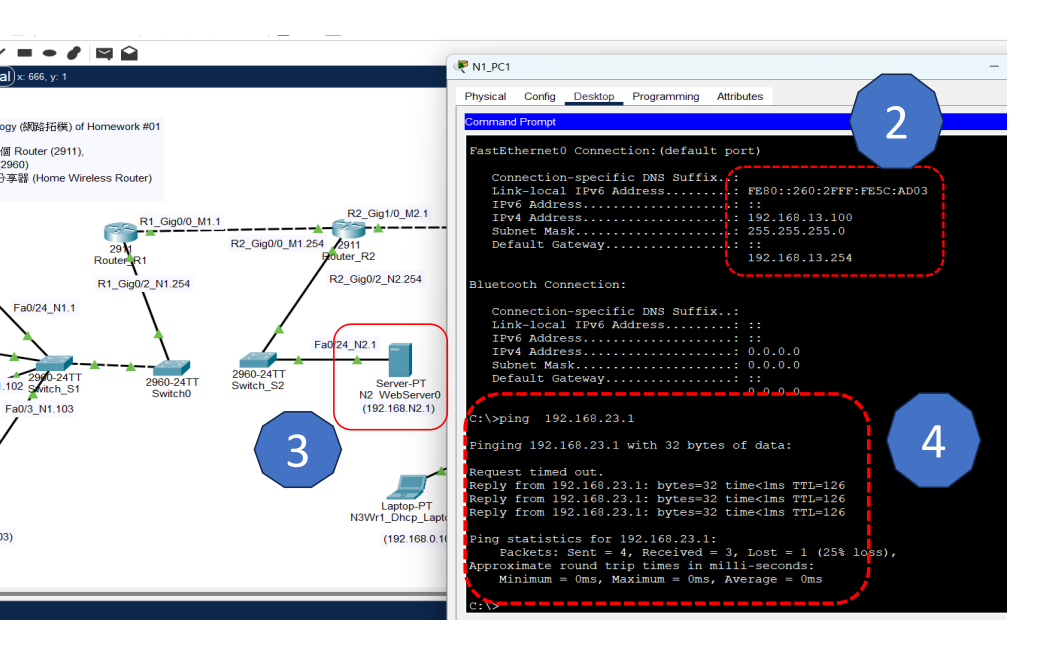 al x: 666, y: 1
ogy (網路拓樸) of Homework #01
個 Router (2911),
2960)
分享器 (Home Wireless Router)
R1_Gig0/0_M1.1
2911
Router_R1
R1_Gig0/2_N1.254
R2_Gig1/0_M2.1
R2_Gig0/0_M1.254
2911
Router_R2
R2_Gig0/2_N2.254
Fa0/24_N1.1
2960-24TT
Switch_S1
1.102
Fa0/3_N1.103
2960-24TT
Switch0
2960-24TT
Switch_S2
Fa0/24_N2.1
Server-PT
N2_WebServer0
(192.168.N2.1)
3
Laptop-PT
N3Wr1_Dhcp_Lapt
(192.168.0.10
03)
N1_PC1
Physical Config Desktop Programming Attributes
2
Command Prompt
FastEthernet0 Connection:(default port)
Connection-specific DNS Suffix..:
Link-local IPv6 Address.........: FE80::260:2FFF:FE5C:AD03
IPv6 Address....................: ::
IPv4 Address....................: 192.168.13.100
Subnet Mask.....................: 255.255.255.0
Default Gateway.................: ::
192.168.13.254
Bluetooth Connection:
Connection-specific DNS Suffix..:
Link-local IPv6 Address.........: ::
IPv6 Address....................: ::
IPv4 Address....................: 0.0.0.0
Subnet Mask.....................: 0.0.0.0
Default Gateway.................: ::
0.0.0.0
4
C:\>ping 192.168.23.1
Pinging 192.168.23.1 with 32 bytes of data:
Request timed out.
Reply from 192.168.23.1: bytes=32 time<1ms TTL=126
Reply from 192.168.23.1: bytes=32 time<1ms TTL=126
Reply from 192.168.23.1: bytes=32 time<1ms TTL=126
Ping statistics for 192.168.23.1:
Packets: Sent = 4, Received = 3, Lost = 1 (25% loss),
Approximate round trip times in milli-seconds:
Minimum = 0ms, Maximum = 0ms, Average = 0ms
C:\>